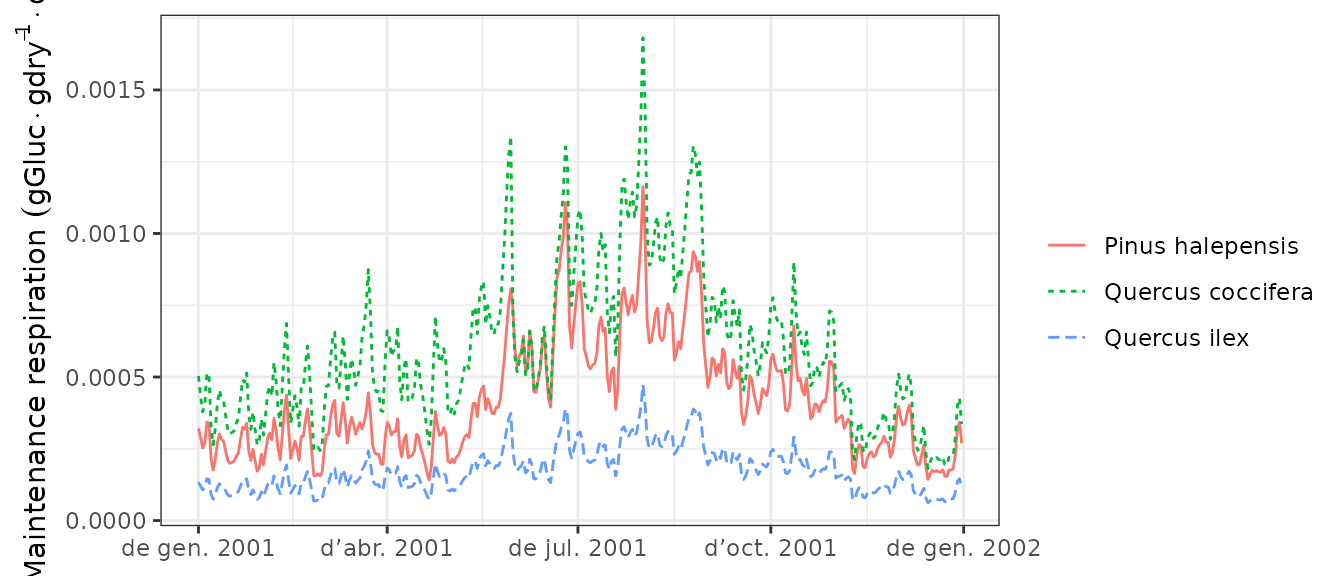 Maintenance respiration (gGluc · gdry⁻¹ ·
0.0015
0.0010
0.0005
0.0000
de gen. 2001 d’abr. 2001 de jul. 2001 d’oct. 2001 de gen. 2002
Pinus halepensis
Quercus coccifera
Quercus ilex